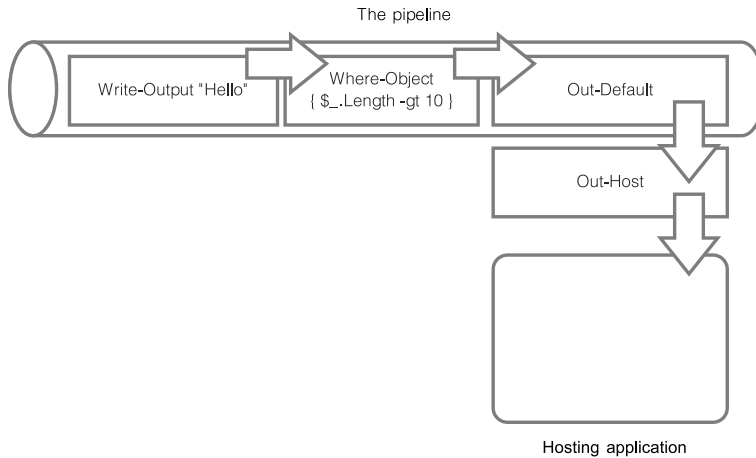 The pipeline
Write-Output "Hello"
Where-Object
{ $_.Length -gt 10 }
Out-Default
Out-Host
Hosting application